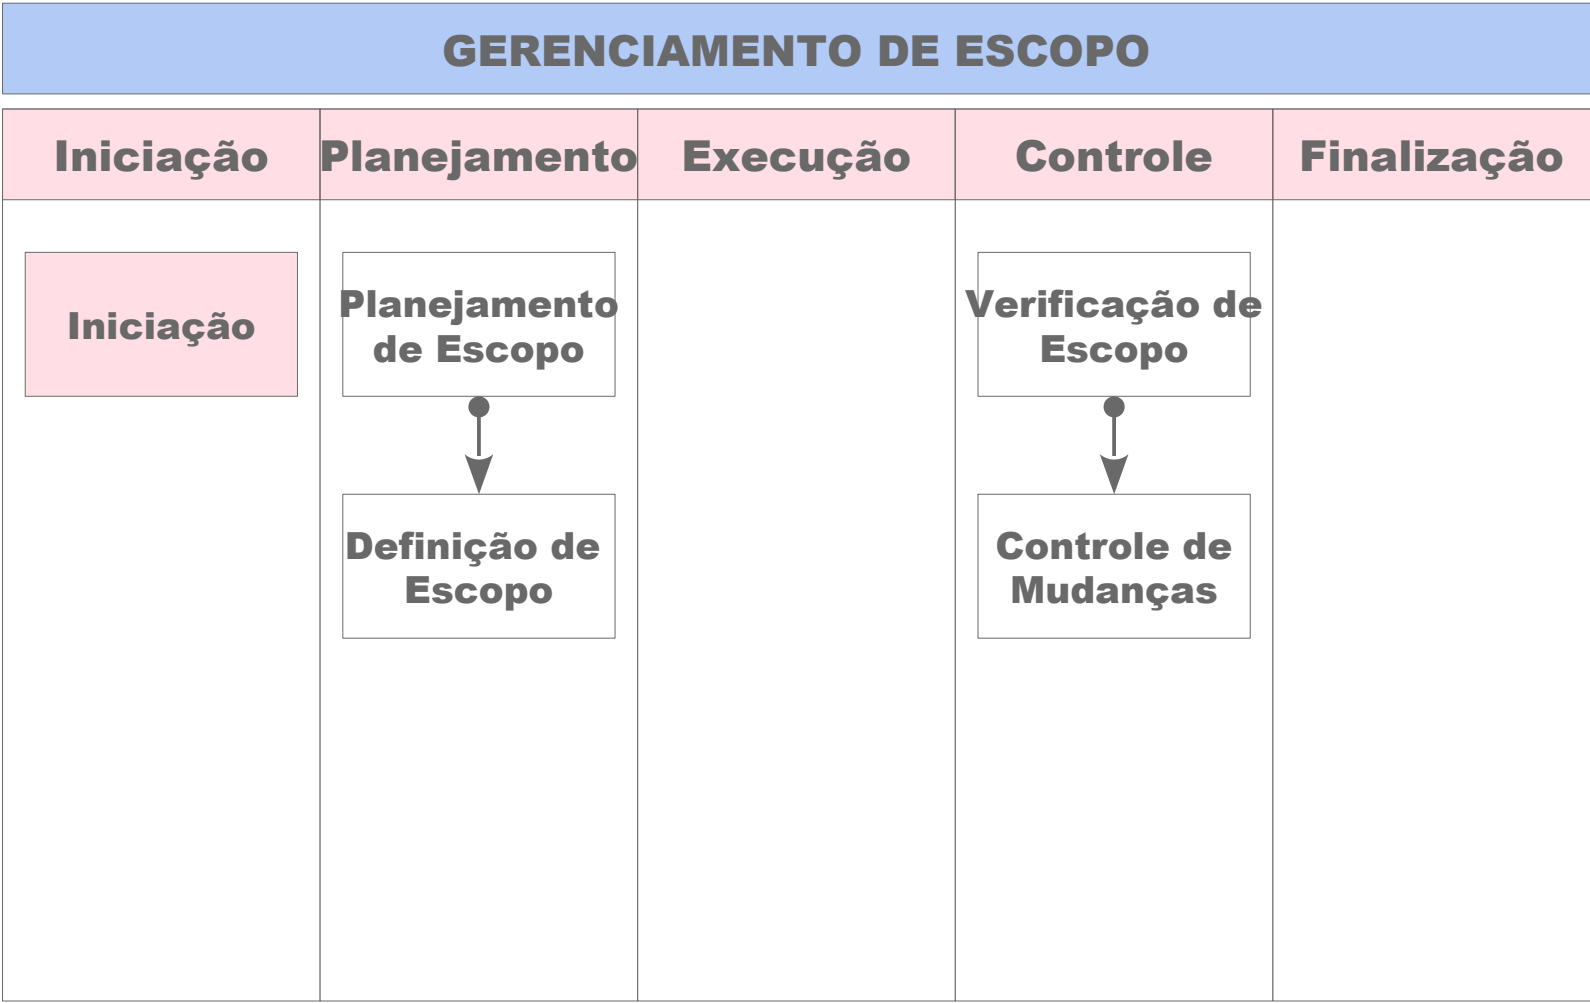 GERENCIAMENTO DE ESCOPO
Iniciação
Planejamento
Execução
Controle
Finalização
Iniciação
Planejamento
de Escopo
Verificação de
Escopo
Definição de
Escopo
Controle de
Mudanças